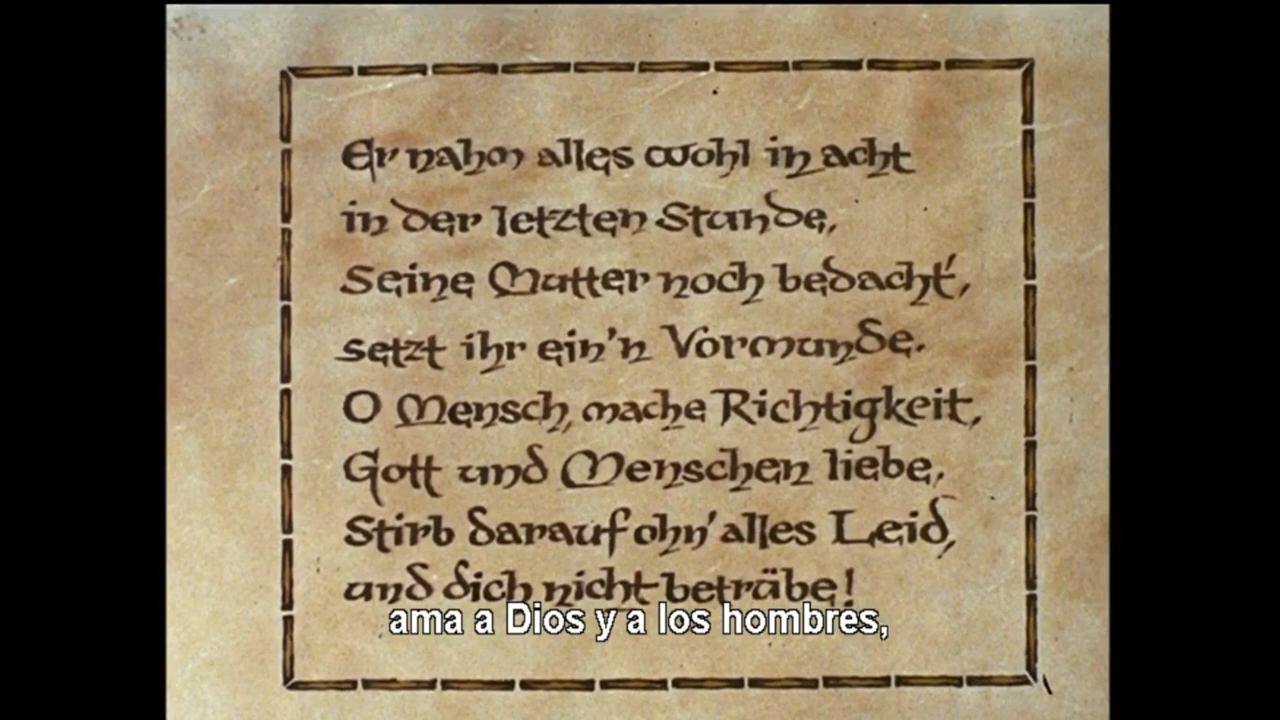 Er nahm alles wohl in acht
in der letzten Stunde,
Seine Mutter noch bedacht',
setzt ihr ein'n Vormunde.
O Mensch, mache Richtigkeit,
Gott und Menschen liebe,
Stirb darauf ohn' alles Leid,
und dich nicht betrübe!
ama a Dios y a los hombres,